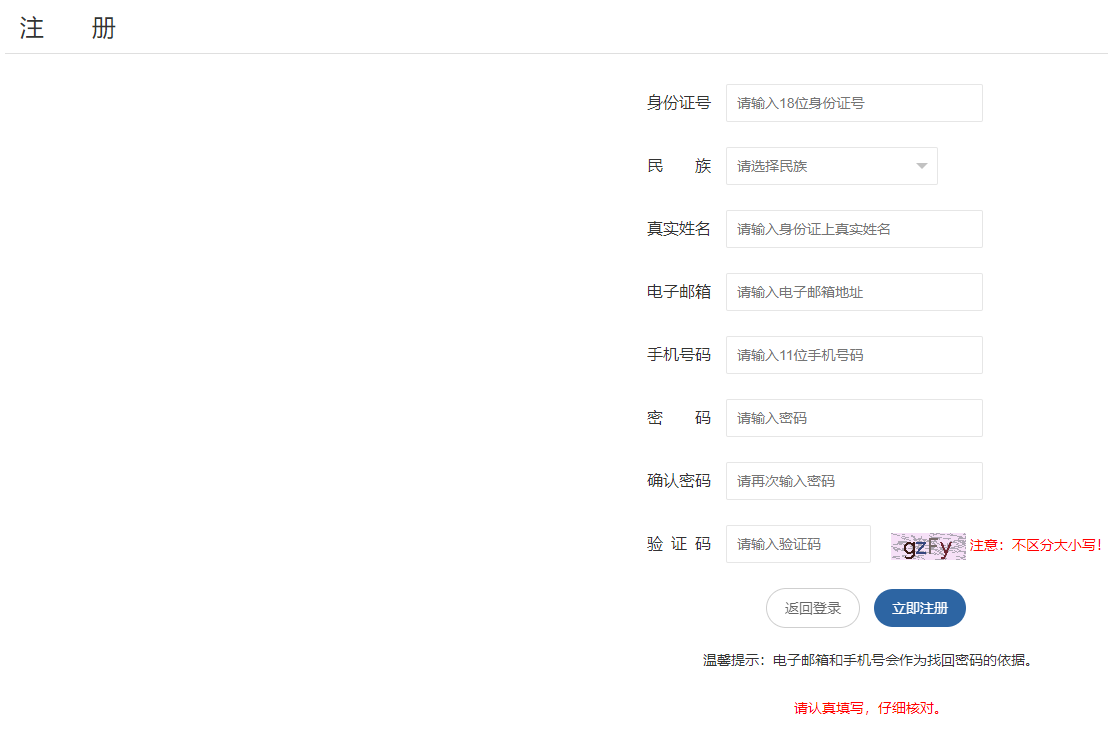 注 册
身份证号 请输入18位身份证号
民 族 请选择民族
真实姓名 请输入身份证上真实姓名
电子邮箱 请输入电子邮箱地址
手机号码 请输入11位手机号码
密 码 请输入密码
确认密码 请再次输入密码
验 证 码 请输入验证码 gzFy 注意：不区分大小写！
返回登录 立即注册
温馨提示：电子邮箱和手机号会作为找回密码的依据。
请认真填写，仔细核对。